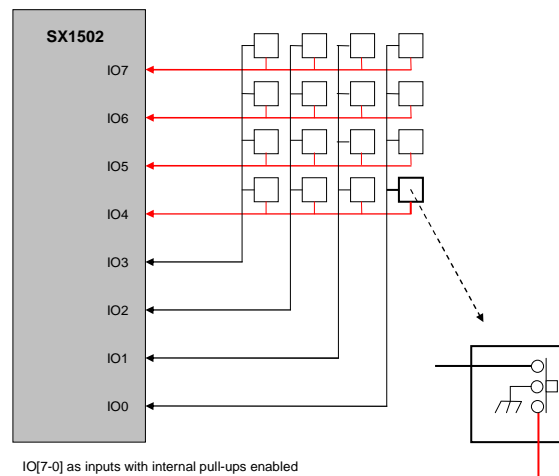 SX1502
IO7
IO6
IO5
IO4
IO3
IO2
IO1
IO0
IO[7-0] as inputs with internal pull-ups enabled